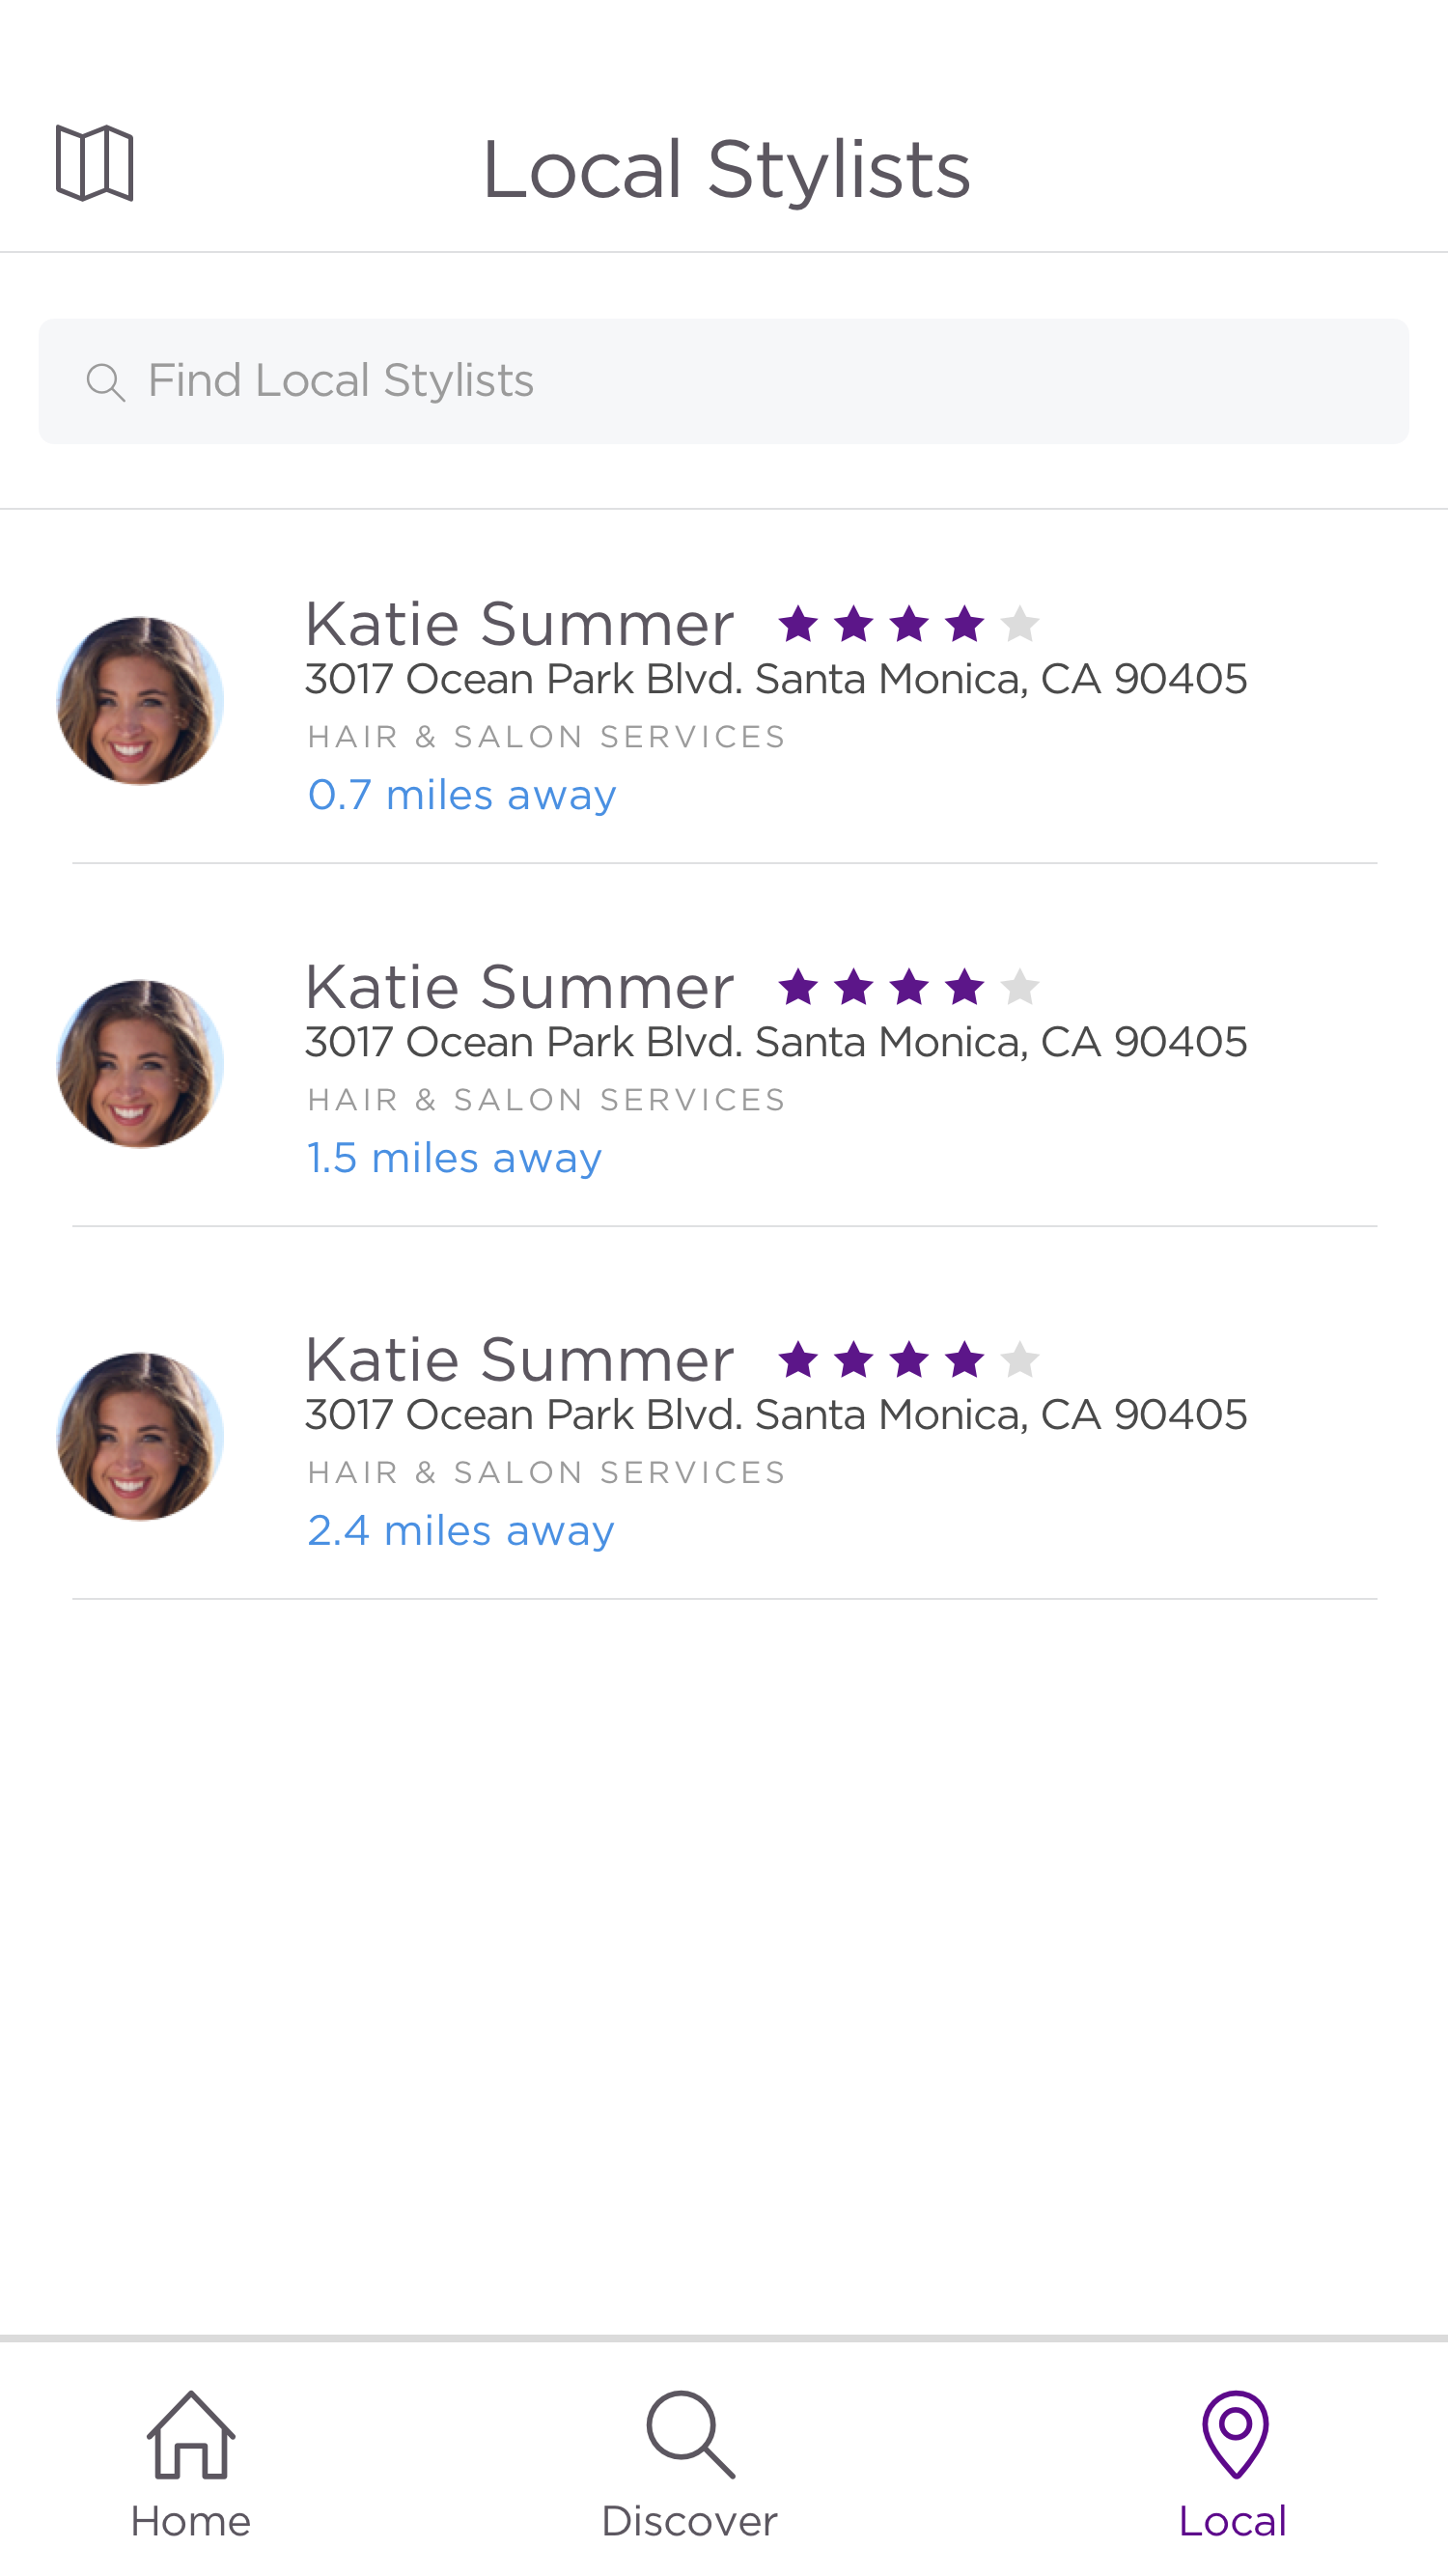 Local Stylists
Find Local Stylists
Katie Summer
3017 Ocean Park Blvd. Santa Monica, CA 90405
HAIR & SALON SERVICES
0.7 miles away
Katie Summer
3017 Ocean Park Blvd. Santa Monica, CA 90405
HAIR & SALON SERVICES
1.5 miles away
Katie Summer
3017 Ocean Park Blvd. Santa Monica, CA 90405
HAIR & SALON SERVICES
2.4 miles away
Home Discover Local